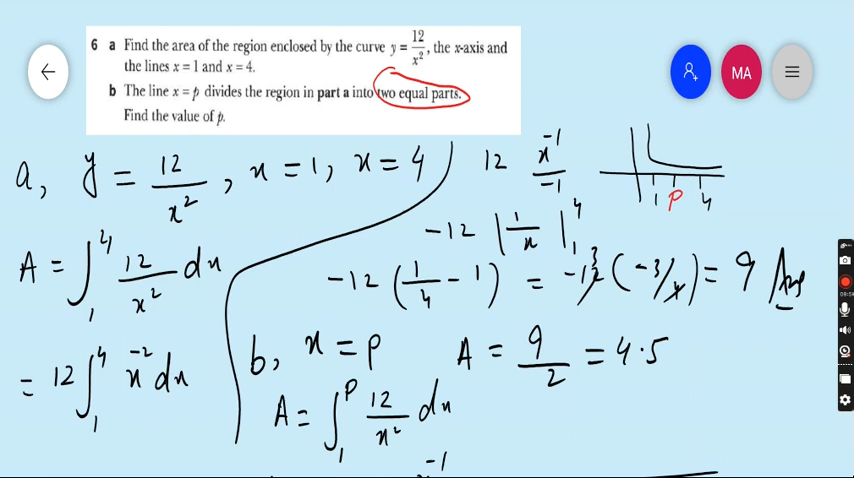 6 a Find the area of the region enclosed by the curve y = 12/x², the x-axis and
the lines x = 1 and x = 4.
b The line x = p divides the region in part a into two equal parts.
Find the value of p.
MA
a, y = 12/x², x = 1, x = 4
A = ∫₁⁴ 12/x² dx
= 12 ∫₁⁴ x⁻² dx
12 x⁻¹/-1
1 P 4
-12 |1/x|₁⁴
-12 (1/4 - 1) = -12 3 (-3/4) = 9 Ans
b, x = p A = 9/2 = 4.5
A = ∫₁ᵖ 12/x² dx
-1